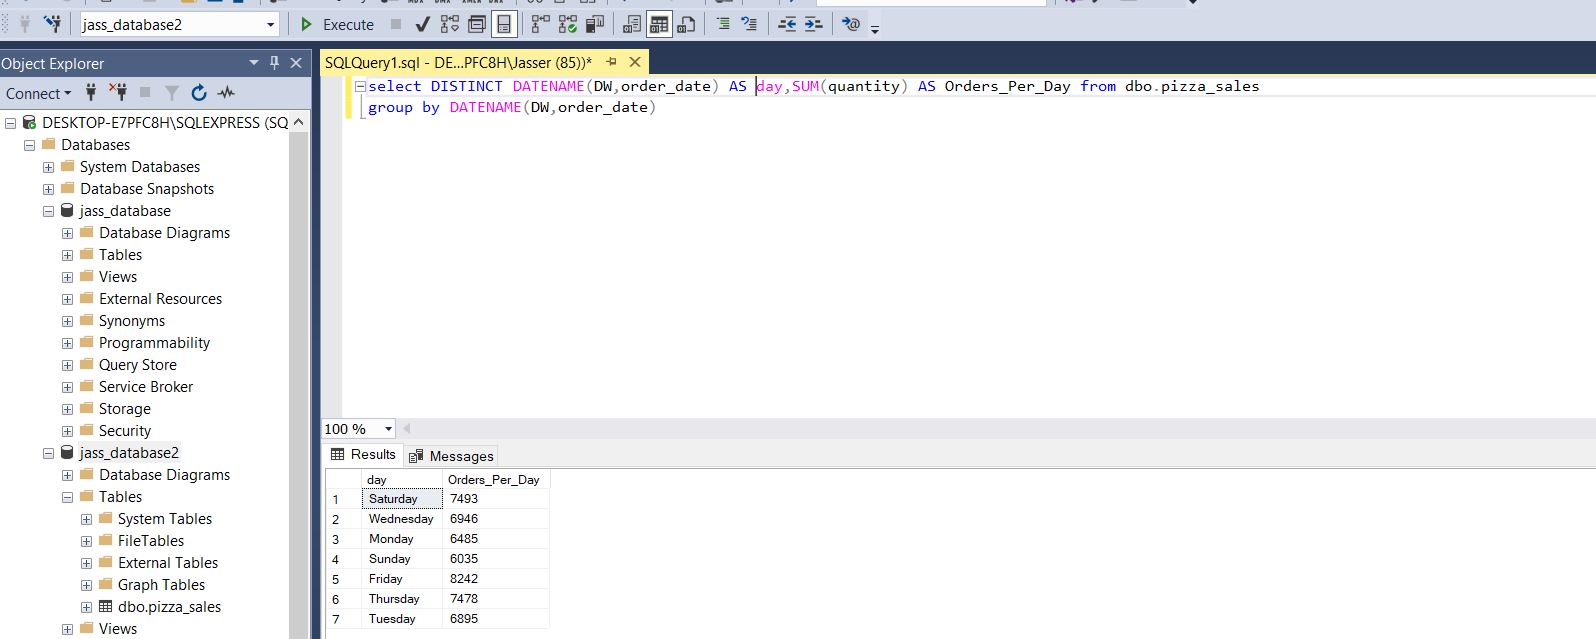 jass_database2 Execute
Object Explorer
Connect
DESKTOP-E7PFC8H\SQLEXPRESS (SQ
Databases
System Databases
Database Snapshots
jass_database
Database Diagrams
Tables
Views
External Resources
Synonyms
Programmability
Query Store
Service Broker
Storage
Security
jass_database2
Database Diagrams
Tables
System Tables
FileTables
External Tables
Graph Tables
dbo.pizza_sales
Views
SQLQuery1.sql - DE...PFC8H\Jasser (85))*
select DISTINCT DATENAME(DW,order_date) AS day,SUM(quantity) AS Orders_Per_Day from dbo.pizza_sales
group by DATENAME(DW,order_date)
100 %
Results Messages
day Orders_Per_Day
1 Saturday 7493
2 Wednesday 6946
3 Monday 6485
4 Sunday 6035
5 Friday 8242
6 Thursday 7478
7 Tuesday 6895